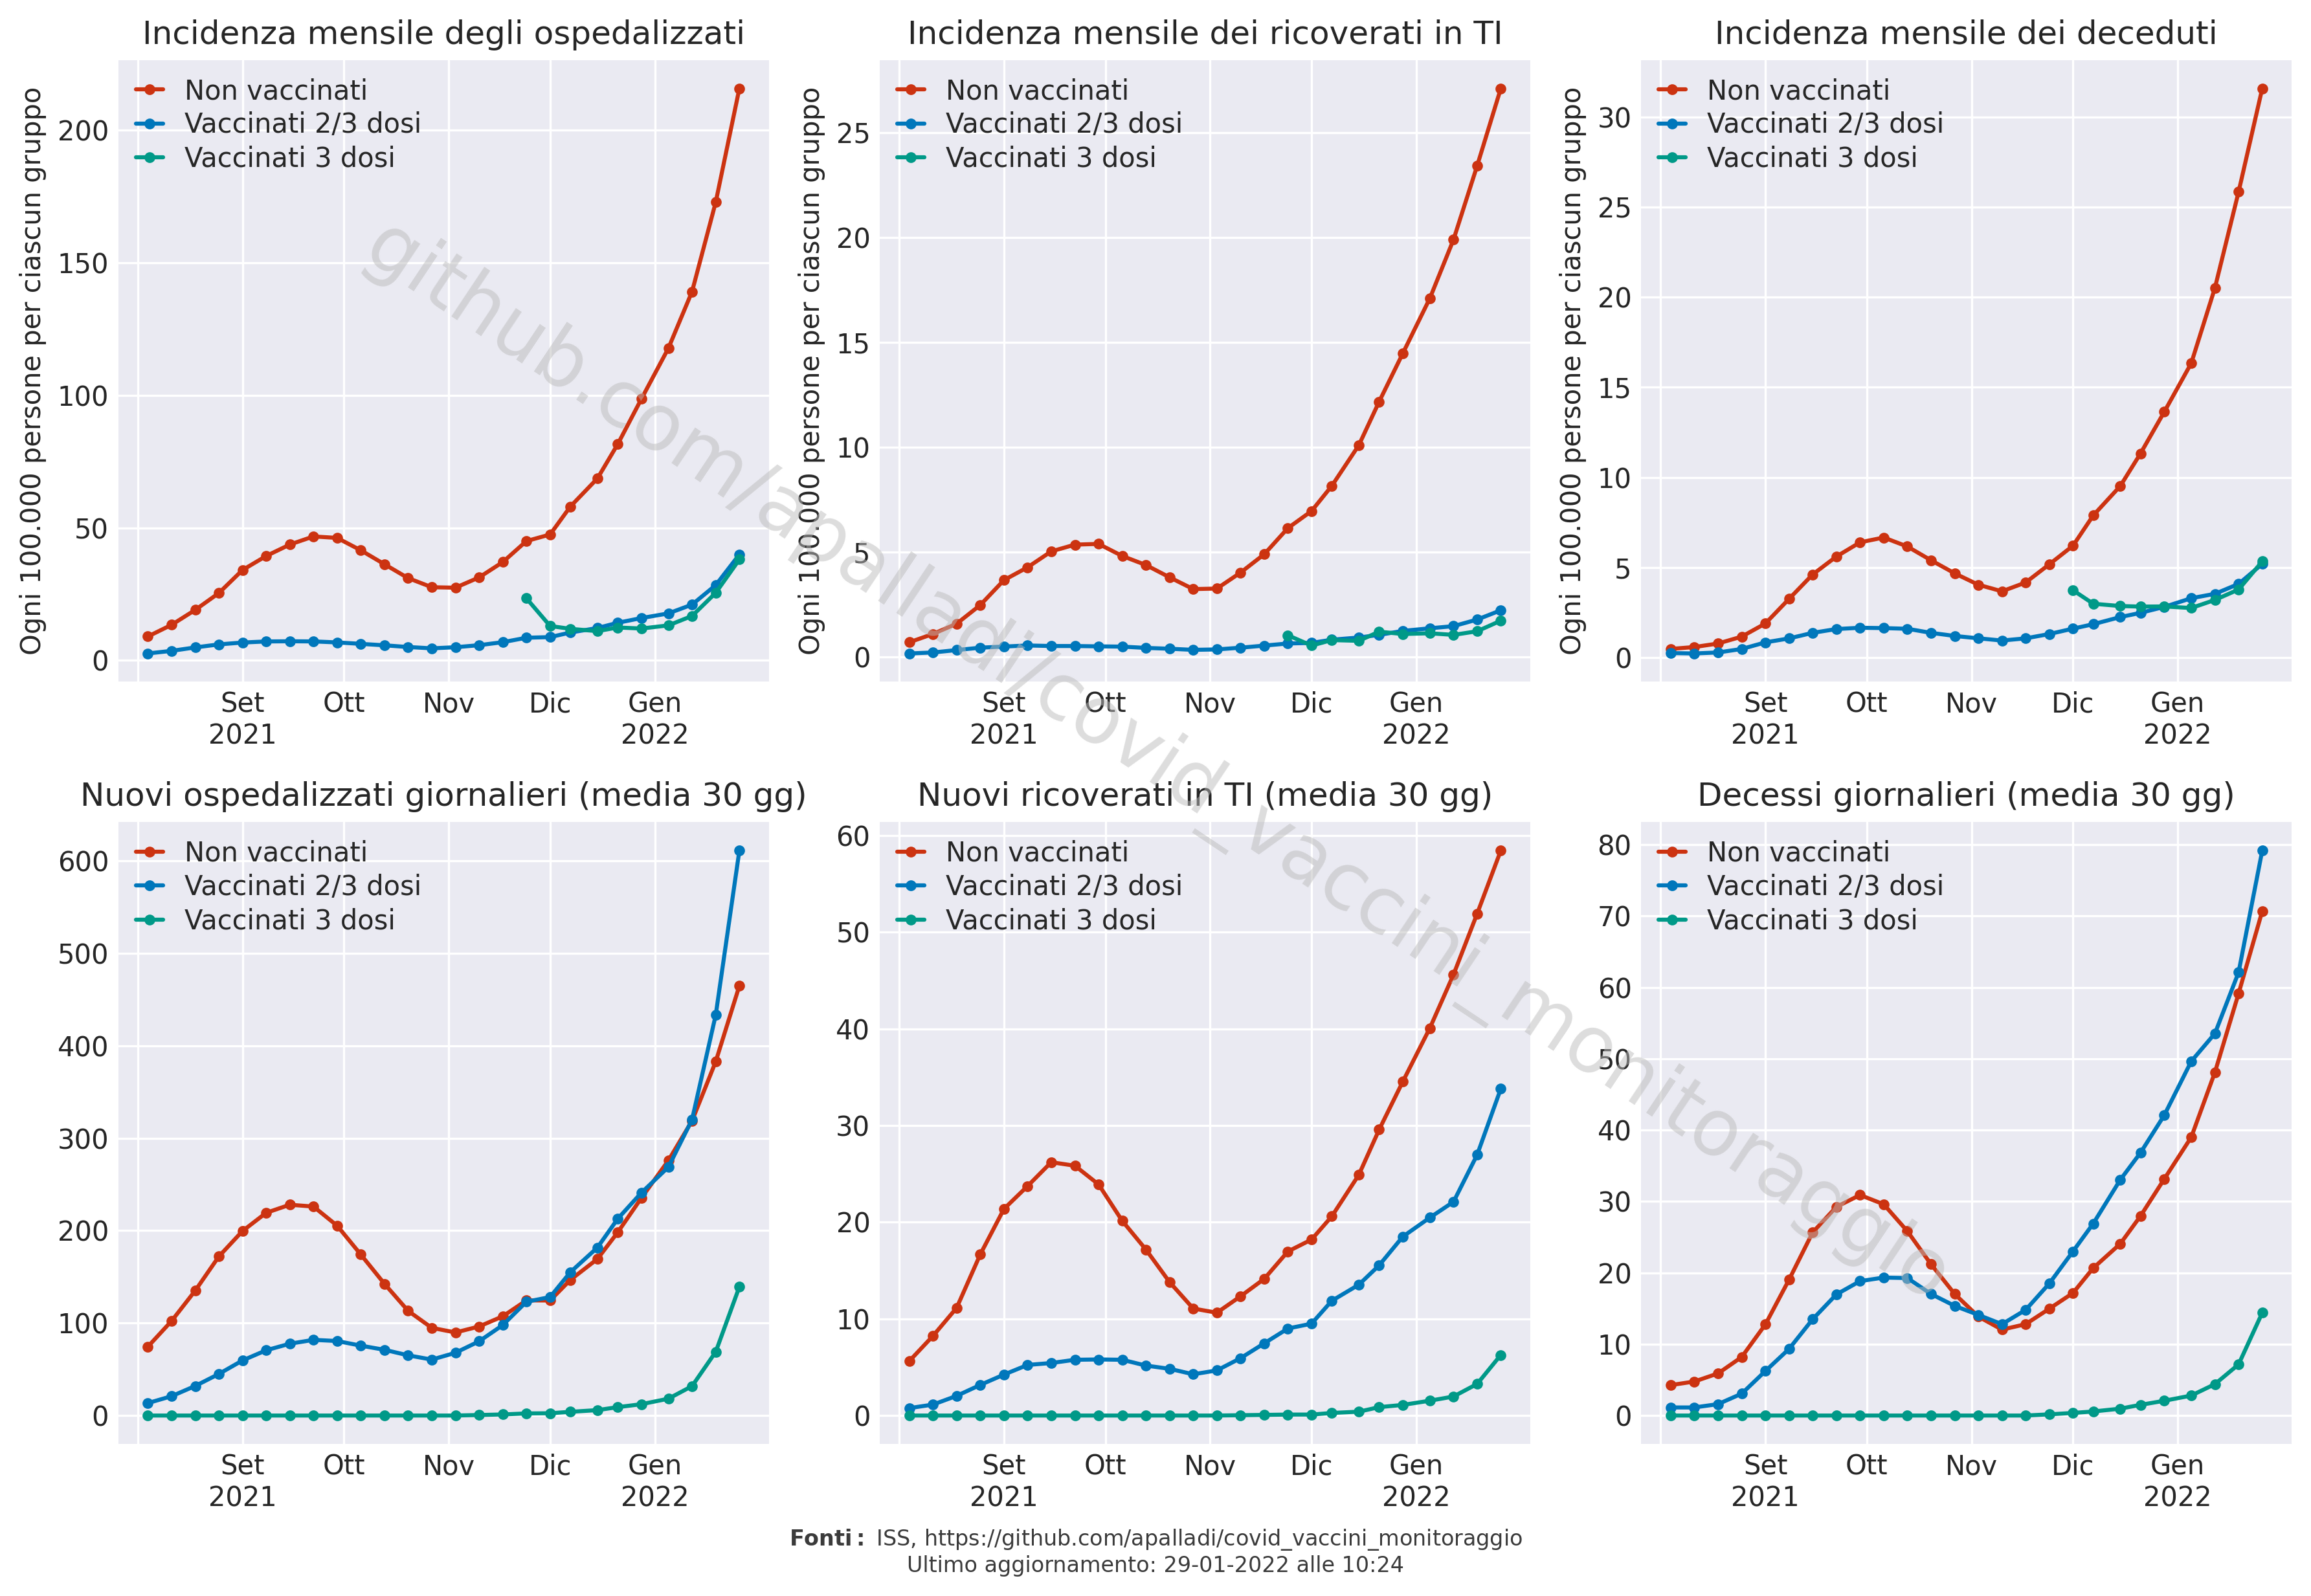 Incidenza mensile degli ospedalizzati
Ogni 100.000 persone per ciascun gruppo
Non vaccinati
Vaccinati 2/3 dosi
Vaccinati 3 dosi
200
150
100
50
0
Set
2021
Ott
Nov
Dic
Gen
2022
Incidenza mensile dei ricoverati in TI
Ogni 100.000 persone per ciascun gruppo
Non vaccinati
Vaccinati 2/3 dosi
Vaccinati 3 dosi
25
20
15
10
5
0
Set
2021
Ott
Nov
Dic
Gen
2022
Incidenza mensile dei deceduti
Ogni 100.000 persone per ciascun gruppo
Non vaccinati
Vaccinati 2/3 dosi
Vaccinati 3 dosi
30
25
20
15
10
5
0
Set
2021
Ott
Nov
Dic
Gen
2022
Nuovi ospedalizzati giornalieri (media 30 gg)
Non vaccinati
Vaccinati 2/3 dosi
Vaccinati 3 dosi
600
500
400
300
200
100
0
Set
2021
Ott
Nov
Dic
Gen
2022
Nuovi ricoverati in TI (media 30 gg)
Non vaccinati
Vaccinati 2/3 dosi
Vaccinati 3 dosi
60
50
40
30
20
10
0
Set
2021
Ott
Nov
Dic
Gen
2022
Decessi giornalieri (media 30 gg)
Non vaccinati
Vaccinati 2/3 dosi
Vaccinati 3 dosi
80
70
60
50
40
30
20
10
0
Set
2021
Ott
Nov
Dic
Gen
2022
github.com/apalladi/covid_vaccini_monitoraggio
Fonti: ISS, https://github.com/apalladi/covid_vaccini_monitoraggio
Ultimo aggiornamento: 29-01-2022 alle 10:24